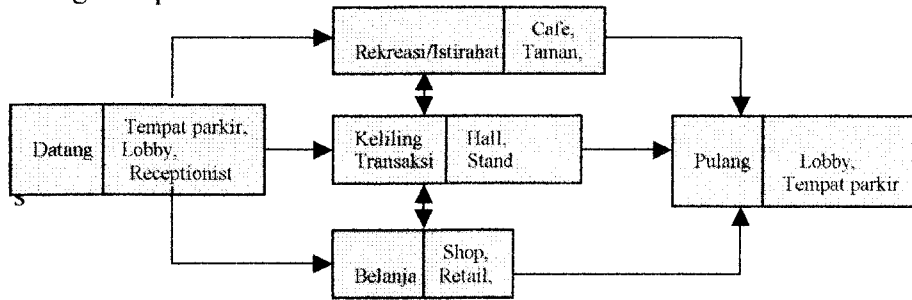 Rekreasi/Istirahat
Cafe,
Taman,
Datang
Tempat parkir,
Lobby,
Receptionist
s
Keliling
Transaksi
Hall,
Stand
Pulang
Lobby,
Tempat parkir
Belanja
Shop,
Retail,